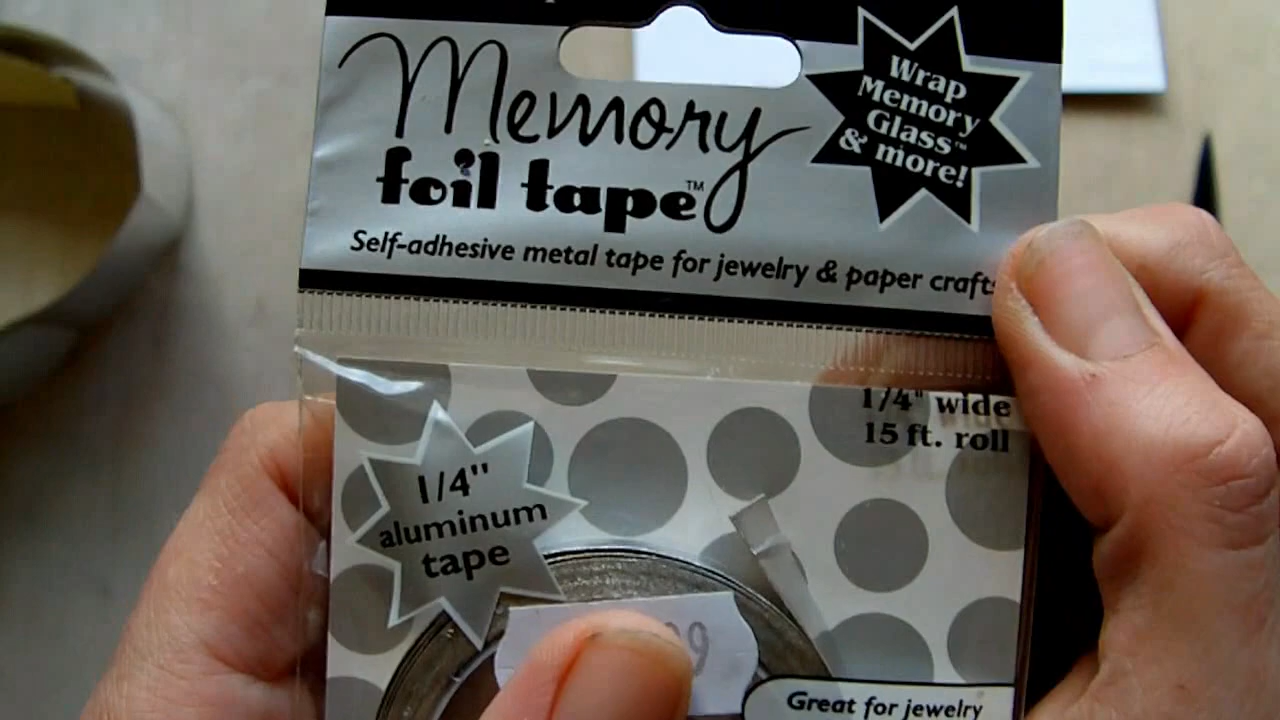 Memory
foil tape™
Self-adhesive metal tape for jewelry & paper crafts
Wrap
Memory
Glass™
& more!
1/4" wide
15 ft. roll
1/4"
aluminum
tape
Great for jewelry